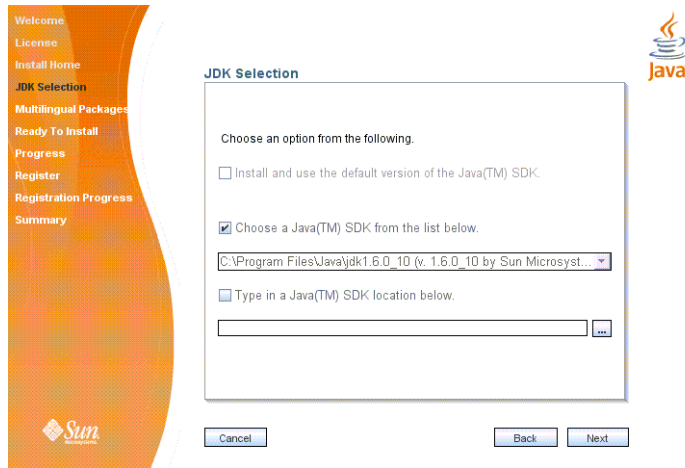 Welcome
License
Install Home
JDK Selection
Multilingual Packages
Ready To Install
Progress
Register
Registration Progress
Summary
Sun
microsystems
Java
JDK Selection
Choose an option from the following.
Install and use the default version of the Java(TM) SDK.
Choose a Java(TM) SDK from the list below.
C:\Program Files\Java\jdk1.6.0_10 (v. 1.6.0_10 by Sun Microsyst...
Type in a Java(TM) SDK location below.
...
Cancel
Back
Next